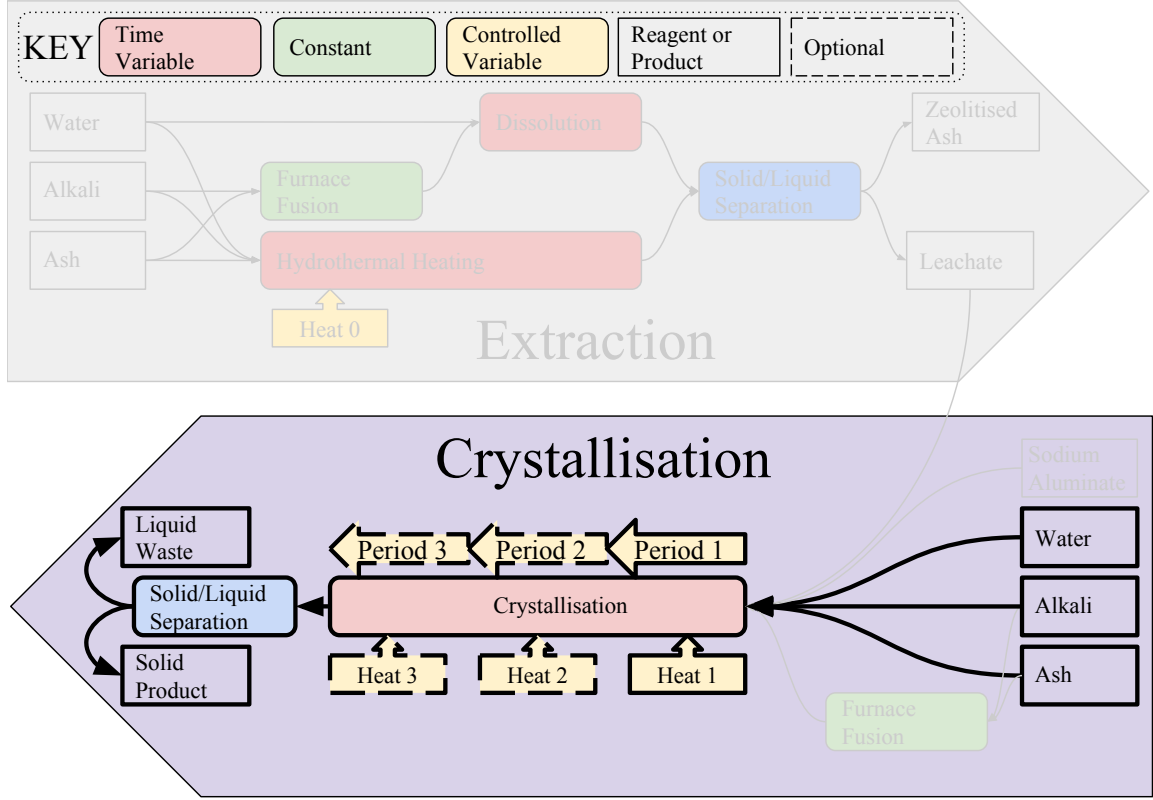 KEY
Time
Variable
Constant
Controlled
Variable
Reagent or
Product
Optional
Water
Alkali
Ash
Furnace
Fusion
Dissolution
Hydrothermal Heating
Heat 0
Solid/Liquid
Separation
Zeolitised
Ash
Leachate
Extraction
Crystallisation
Sodium
Aluminate
Water
Alkali
Ash
Furnace
Fusion
Period 3
Period 2
Period 1
Crystallisation
Heat 3
Heat 2
Heat 1
Solid/Liquid
Separation
Liquid
Waste
Solid
Product